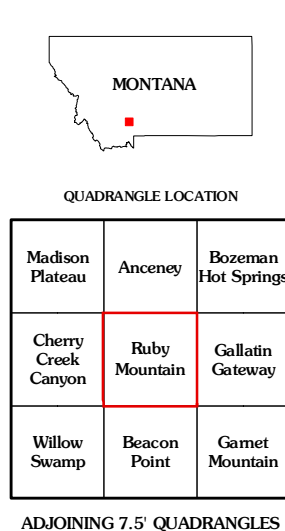 MONTANA
QUADRANGLE LOCATION
Madison
Plateau
Anceney
Bozeman
Hot Springs
Cherry
Creek
Canyon
Ruby
Mountain
Gallatin
Gateway
Willow
Swamp
Beacon
Point
Garnet
Mountain
ADJOINING 7.5' QUADRANGLES